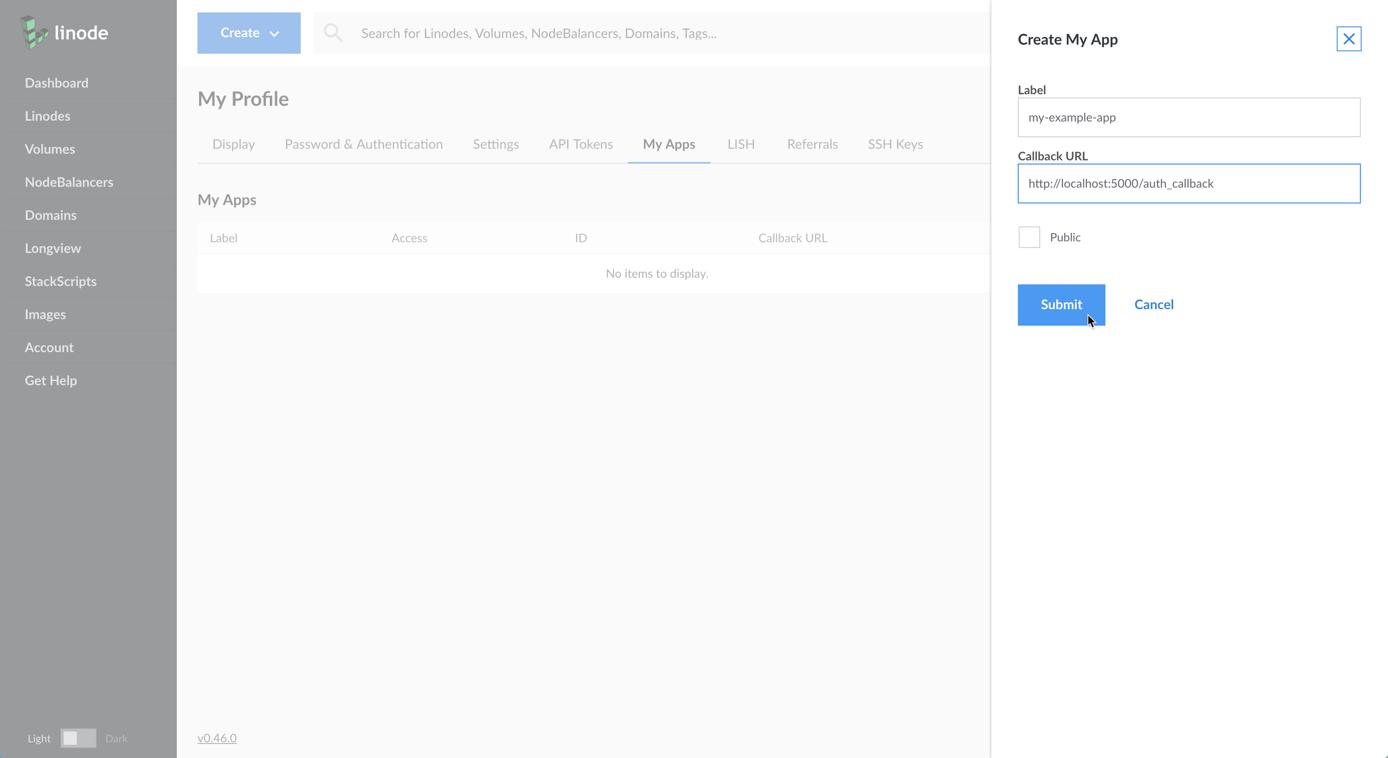 linode
Dashboard
Linodes
Volumes
NodeBalancers
Domains
Longview
StackScripts
Images
Account
Get Help
Light Dark
Create
Search for Linodes, Volumes, NodeBalancers, Domains, Tags...
My Profile
Display Password & Authentication Settings API Tokens My Apps LISH Referrals SSH Keys
My Apps
Label Access ID Callback URL
No items to display.
v0.46.0
Create My App
Label
my-example-app
Callback URL
http://localhost:5000/auth_callback
Public
Submit Cancel